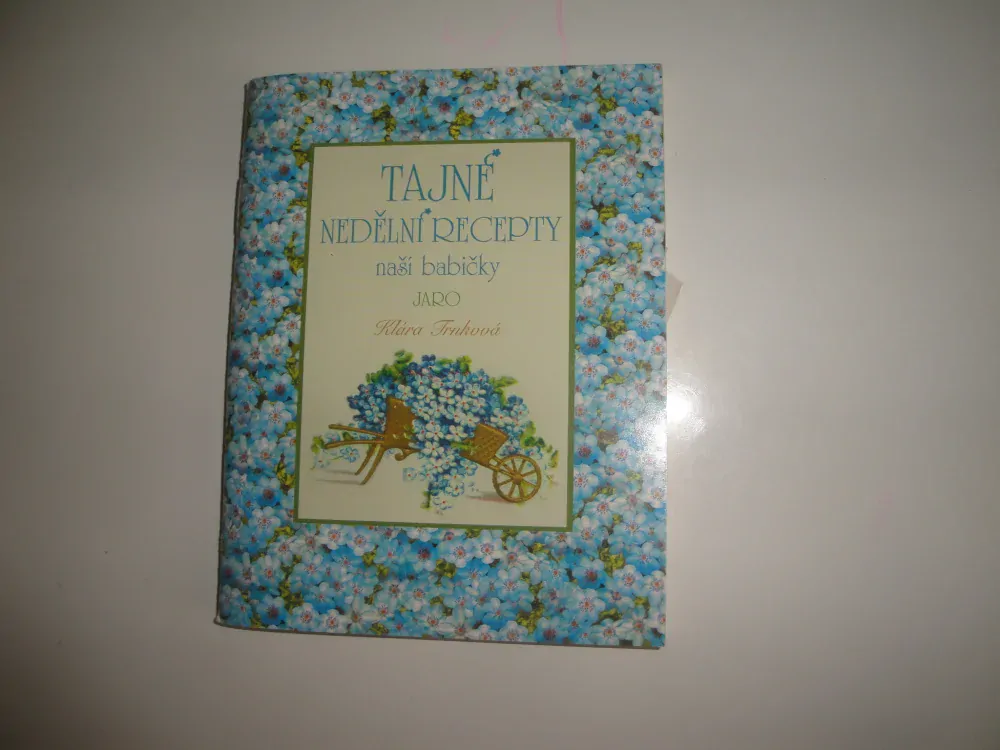 TAJNÉ
NEDĚLNÍ RECEPTY
naší babičky
JARO
Klára Trnková